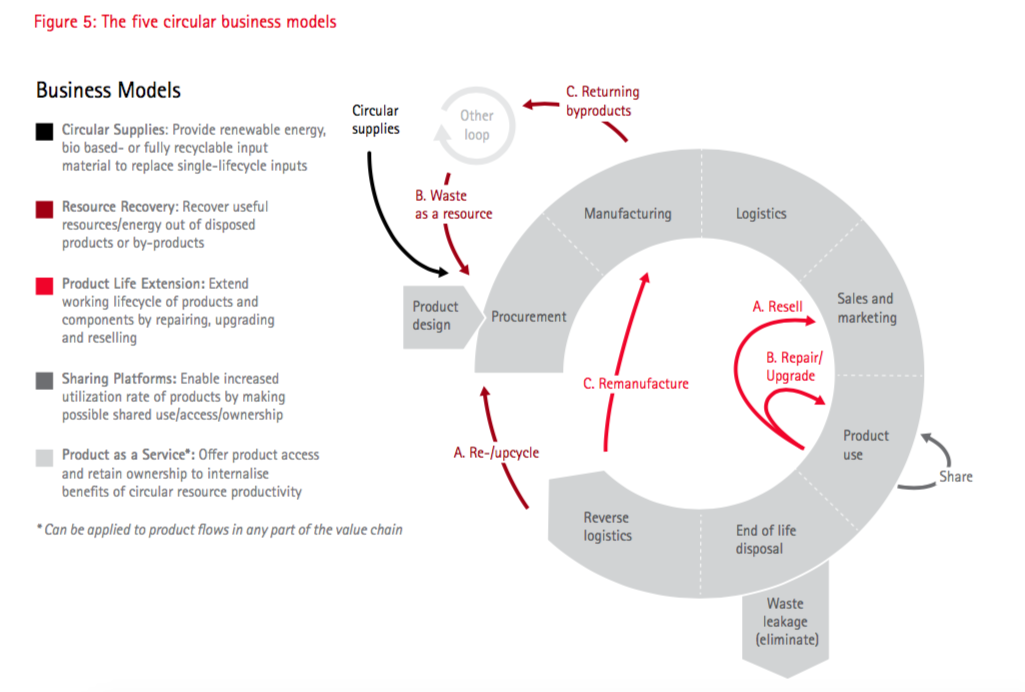 Figure 5: The five circular business models
Business Models
Circular Supplies: Provide renewable energy,
bio based- or fully recyclable input
material to replace single-lifecycle inputs
Resource Recovery: Recover useful
resources/energy out of disposed
products or by-products
Product Life Extension: Extend
working lifecycle of products and
components by repairing, upgrading
and reselling
Sharing Platforms: Enable increased
utilization rate of products by making
possible shared use/access/ownership
Product as a Service*: Offer product access
and retain ownership to internalise
benefits of circular resource productivity
* Can be applied to product flows in any part of the value chain
Circular
supplies
Other
loop
C. Returning
byproducts
B. Waste
as a resource
Manufacturing
Logistics
Product
design
Procurement
Sales and
marketing
A. Resell
B. Repair/
Upgrade
C. Remanufacture
A. Re-/upcycle
Product
use
Share
Reverse
logistics
End of life
disposal
Waste
leakage
(eliminate)